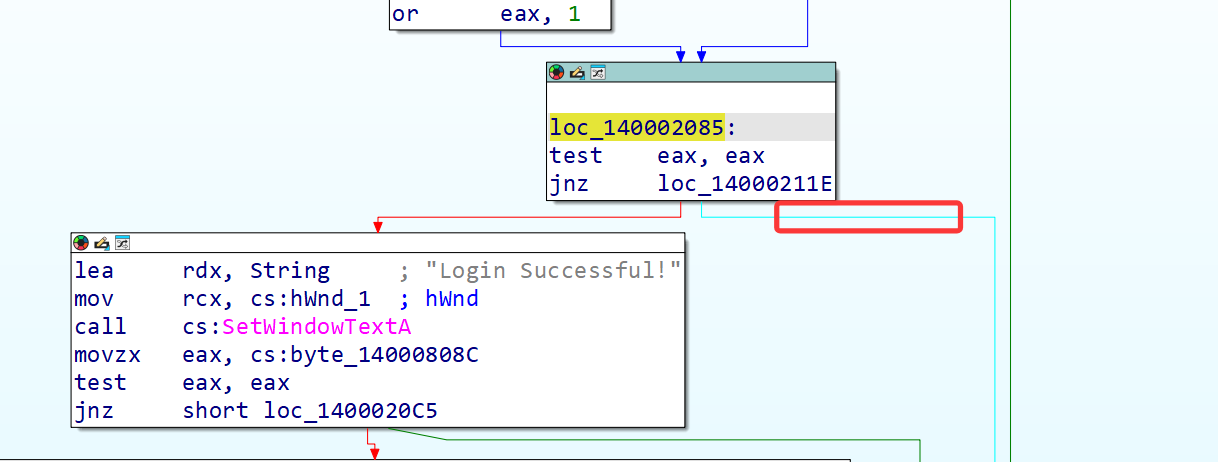 or eax, 1
loc_140002085:
test eax, eax
jnz loc_14000211E
lea rdx, String ; "Login Successful!"
mov rcx, cs:hWnd_1 ; hWnd
call cs:SetWindowTextA
movzx eax, cs:byte_14000808C
test eax, eax
jnz short loc_1400020C5